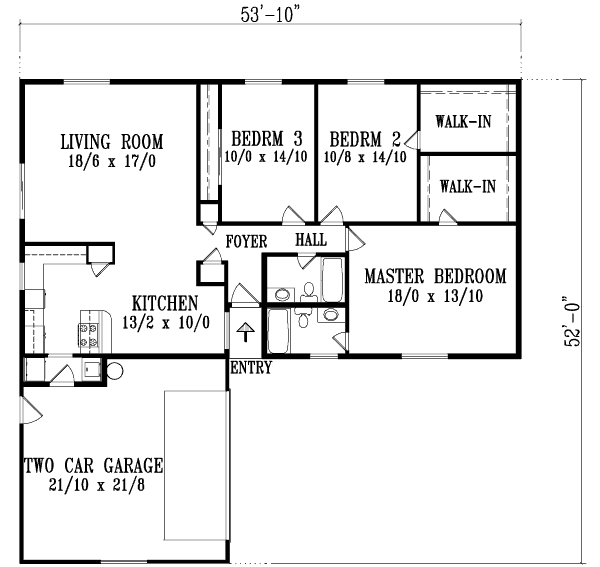 53'-10"
LIVING ROOM
18/6 x 17/0
BEDRM 3
10/0 x 14/10
BEDRM 2
10/8 x 14/10
WALK-IN
WALK-IN
FOYER
HALL
MASTER BEDROOM
18/0 x 13/10
KITCHEN
13/2 x 10/0
52'-0"
ENTRY
TWO CAR GARAGE
21/10 x 21/8